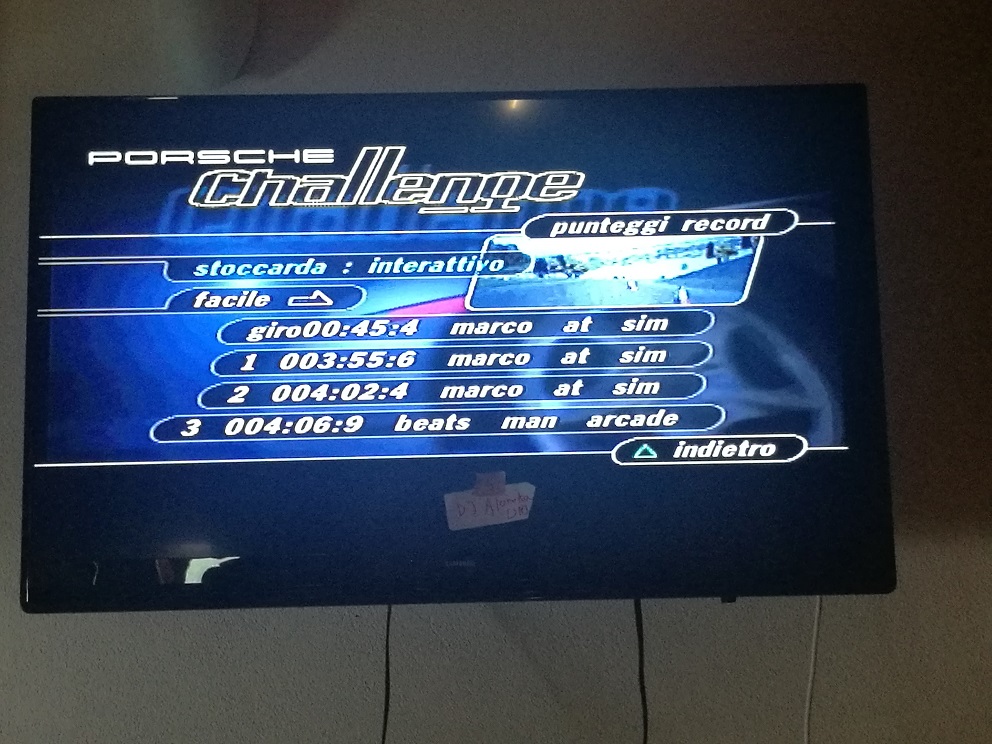 PORSCHE
Challenge
punteggi record
stoccarda : interattivo
facile
giro00:45:4 marco at sim
1 003:55:6 marco at sim
2 004:02:4 marco at sim
3 004:06:9 beats man arcade
indietro